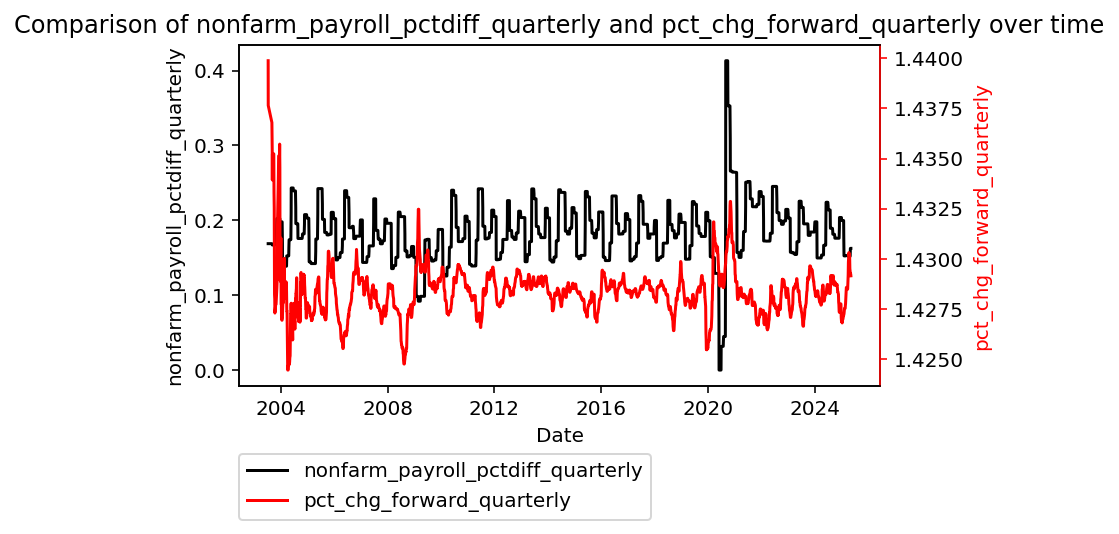 Comparison of nonfarm_payroll_pctdiff_quarterly and pct_chg_forward_quarterly over time
nonfarm_payroll_pctdiff_quarterly
0.4
0.3
0.2
0.1
0.0
1.4400
1.4375
1.4350
1.4325
1.4300
1.4275
1.4250
pct_chg_forward_quarterly
2004 2008 2012 2016 2020 2024
Date
nonfarm_payroll_pctdiff_quarterly
pct_chg_forward_quarterly